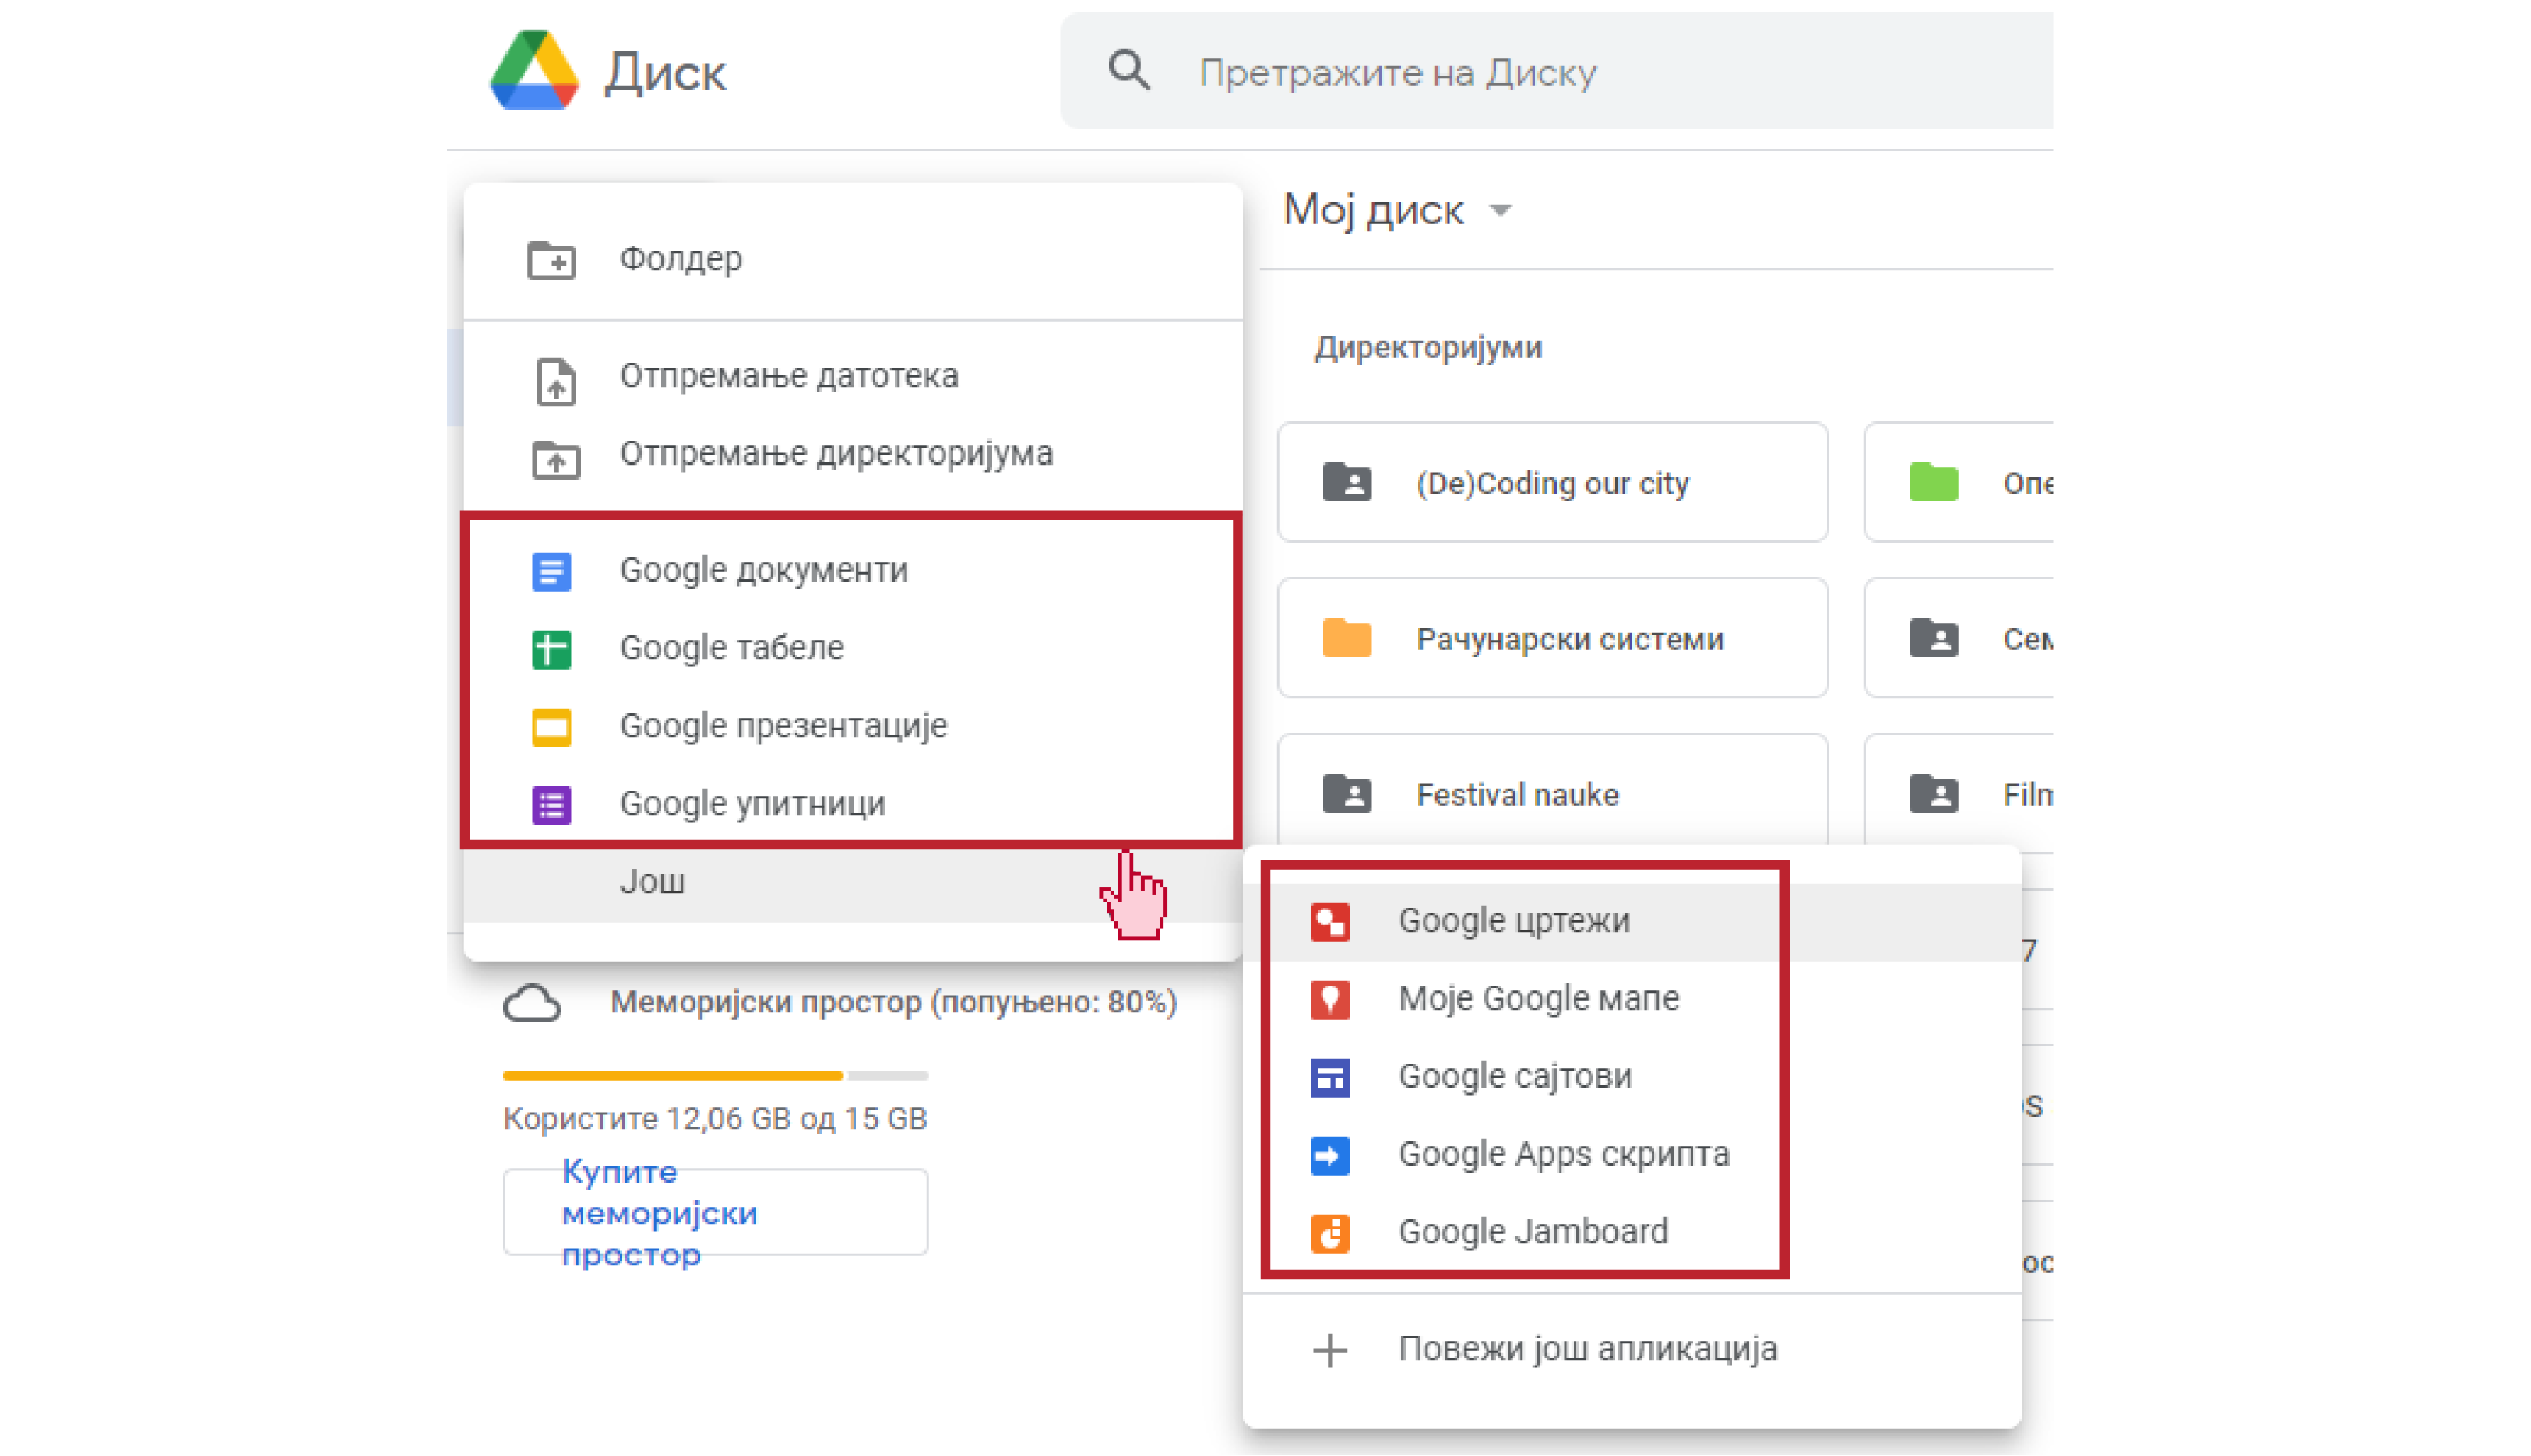 Диск
Претражите на Диску
Фолдер
Отпремање датотека
Отпремање директоријума
Google документи
Google табеле
Google презентације
Google упитници
Још
Меморијски простор (попуњено: 80%)
Користите 12,06 GB од 15 GB
Купите
меморијски
простор
Мој диск
Директоријуми
(De)Coding our city
Рачунарски системи
Festival nauke
Google цртежи
Моје Google мапе
Google сајтови
Google Apps скрипта
Google Jamboard
Повежи још апликација